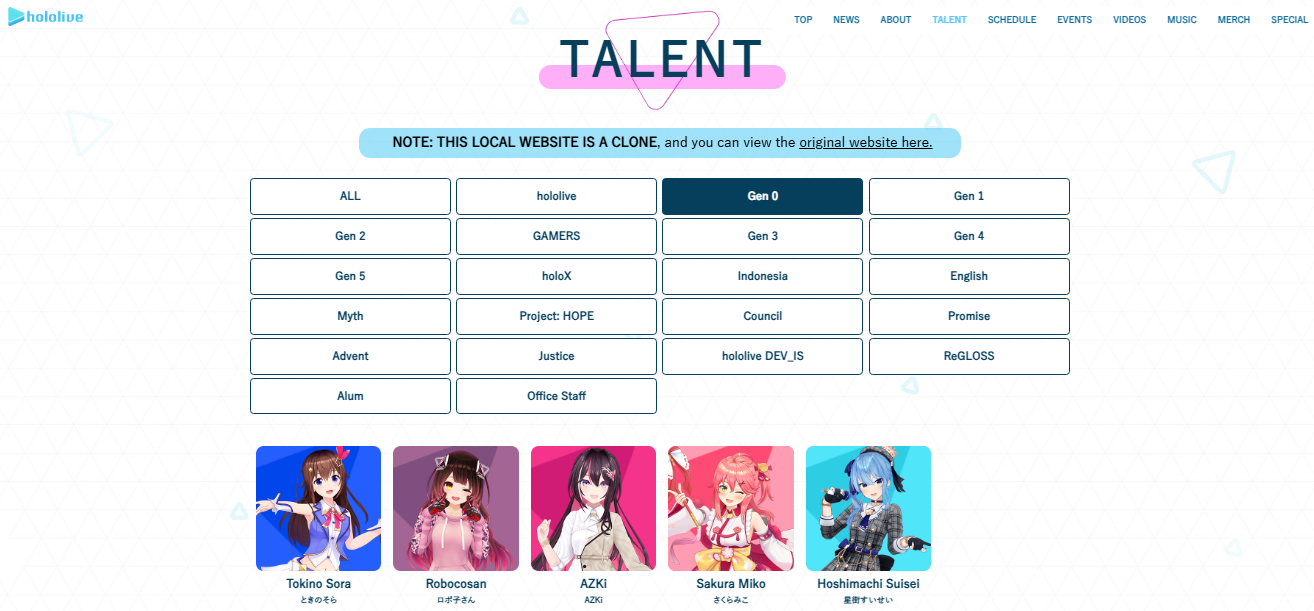 hololive
TOP NEWS ABOUT TALENT SCHEDULE EVENTS VIDEOS MUSIC MERCH SPECIAL
TALENT
NOTE: THIS LOCAL WEBSITE IS A CLONE, and you can view the original website here.
ALL hololive Gen 0 Gen 1
Gen 2 GAMERS Gen 3 Gen 4
Gen 5 holoX Indonesia English
Myth Project: HOPE Council Promise
Advent Justice hololive DEV_IS ReGLOSS
Alum Office Staff
Tokino Sora Robocosan AZKi Sakura Miko Hoshimachi Suisei
ときのそら ロボ子さん AZKi さくらみこ 星街すいせい